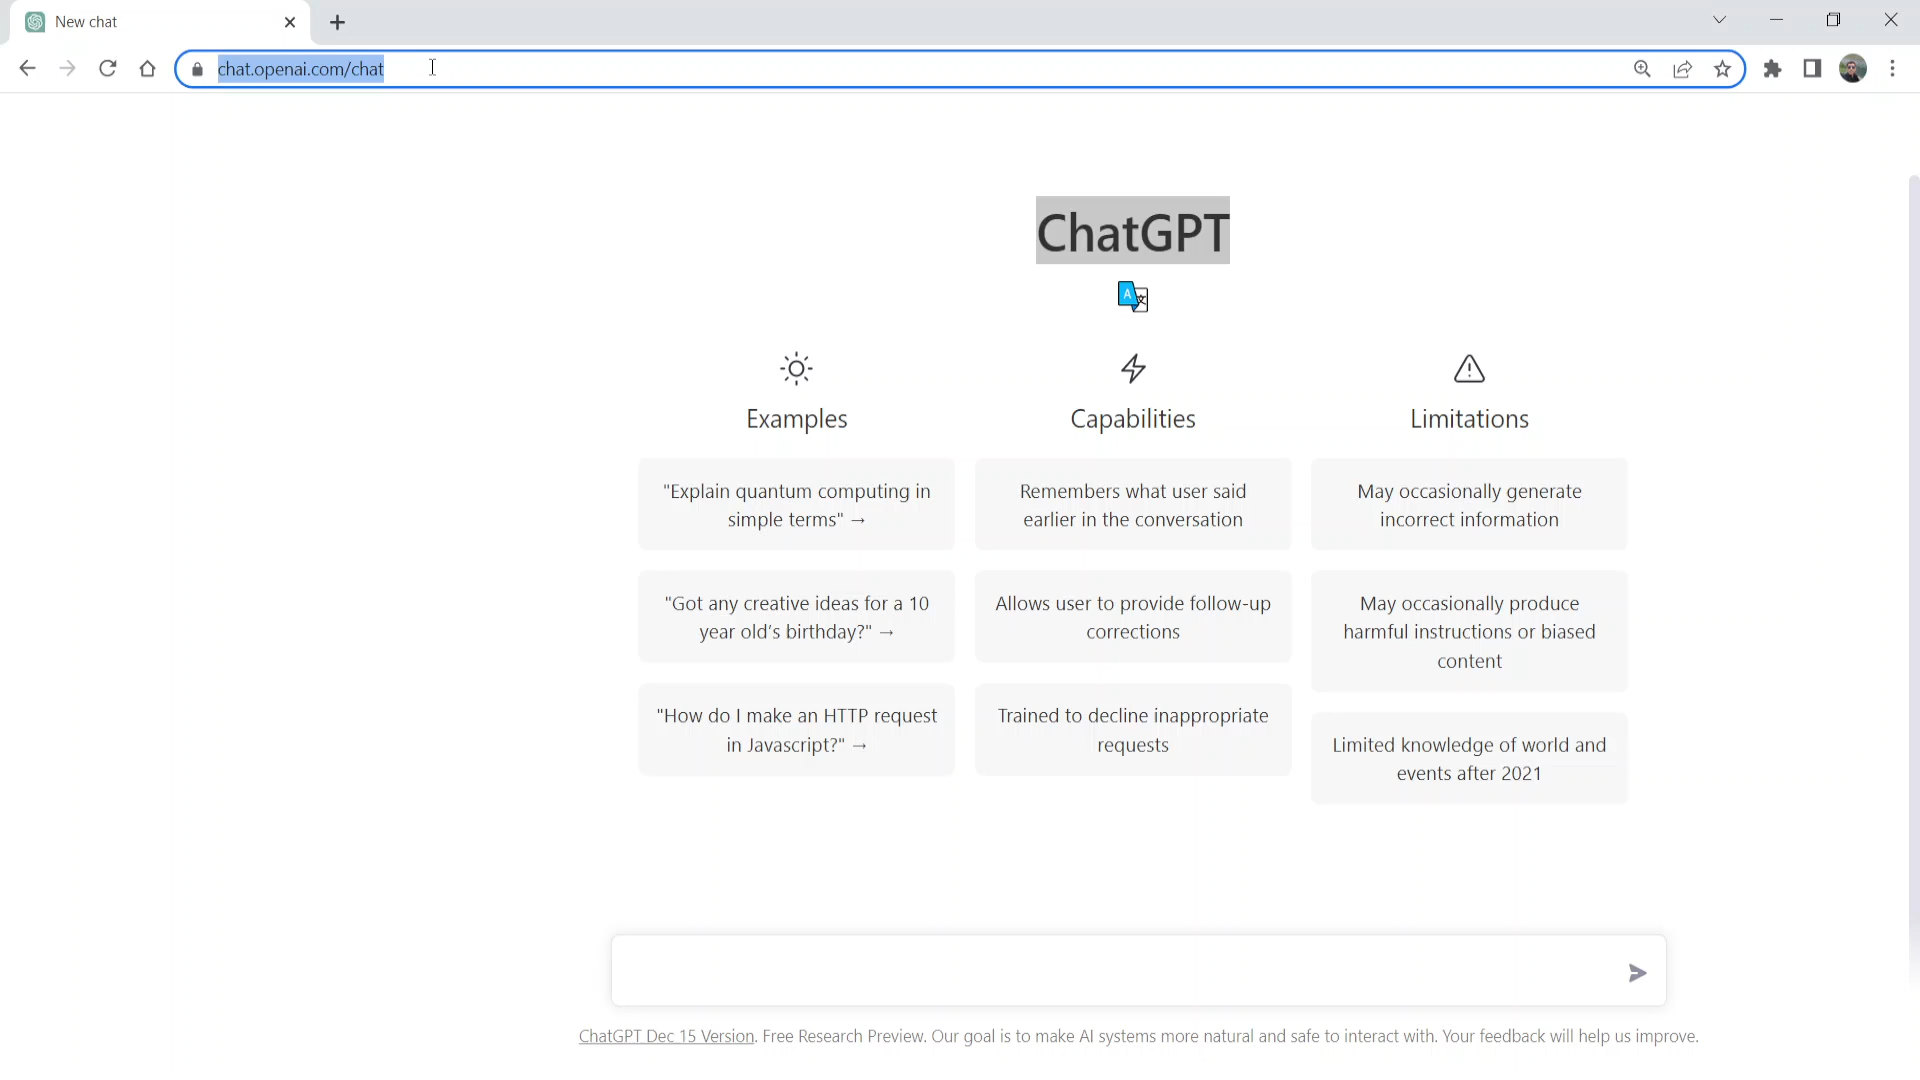 New chat
chat.openai.com/chat
ChatGPT
A 文
Examples
Capabilities
Limitations
"Explain quantum computing in
simple terms" →
Remembers what user said
earlier in the conversation
May occasionally generate
incorrect information
"Got any creative ideas for a 10
year old’s birthday?" →
Allows user to provide follow-up
corrections
May occasionally produce
harmful instructions or biased
content
"How do I make an HTTP request
in Javascript?" →
Trained to decline inappropriate
requests
Limited knowledge of world and
events after 2021
ChatGPT Dec 15 Version. Free Research Preview. Our goal is to make AI systems more natural and safe to interact with. Your feedback will help us improve.